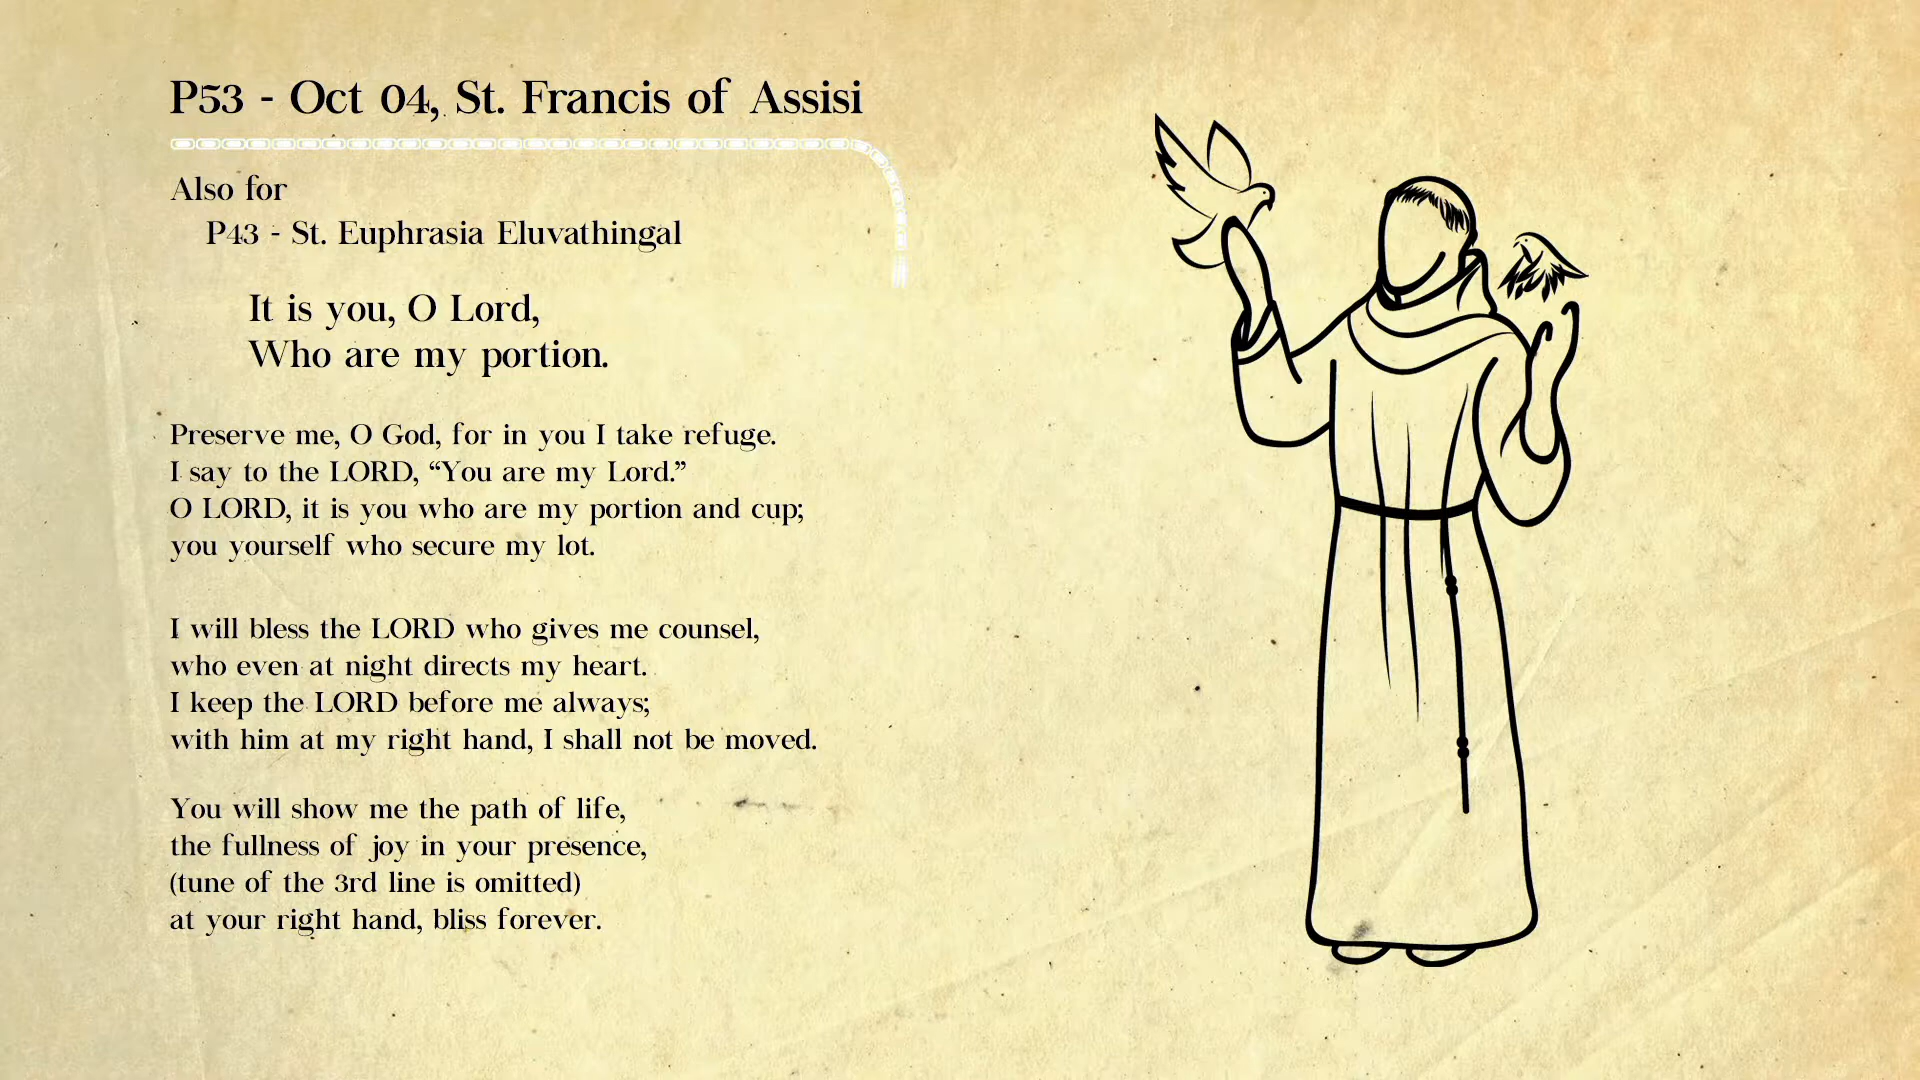 P53 - Oct 04, St. Francis of Assisi
Also for
P43 - St. Euphrasia Eluvathingal
It is you, O Lord,
Who are my portion.
Preserve me, O God, for in you I take refuge.
I say to the LORD, “You are my Lord.”
O LORD, it is you who are my portion and cup;
you yourself who secure my lot.
I will bless the LORD who gives me counsel,
who even at night directs my heart.
I keep the LORD before me always;
with him at my right hand, I shall not be moved.
You will show me the path of life,
the fullness of joy in your presence,
(tune of the 3rd line is omitted)
at your right hand, bliss forever.